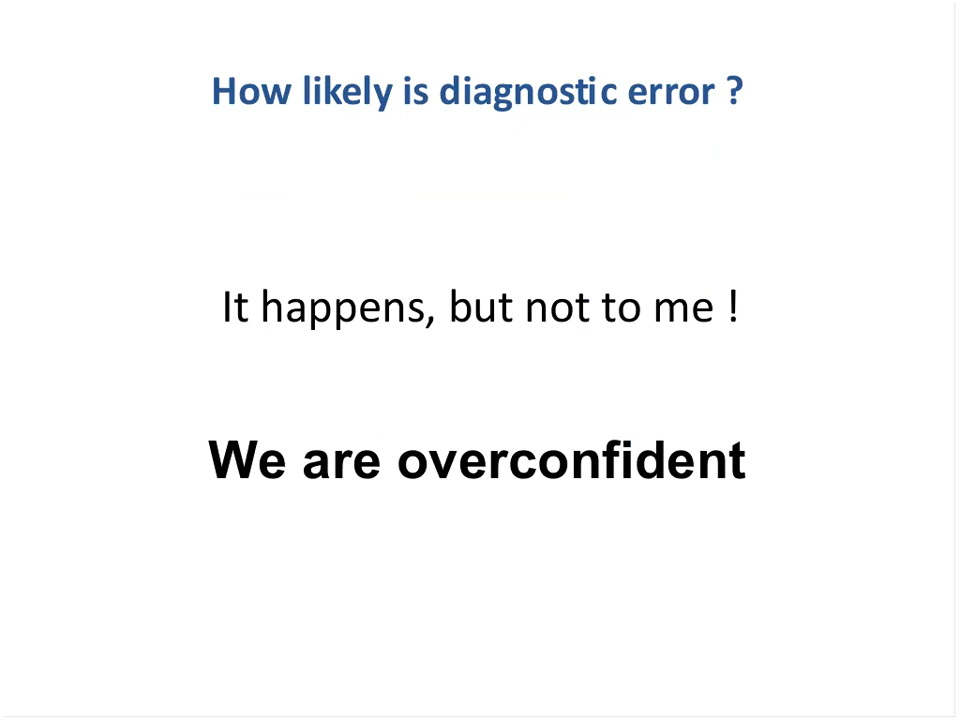 How likely is diagnostic error ?
It happens, but not to me !
We are overconfident